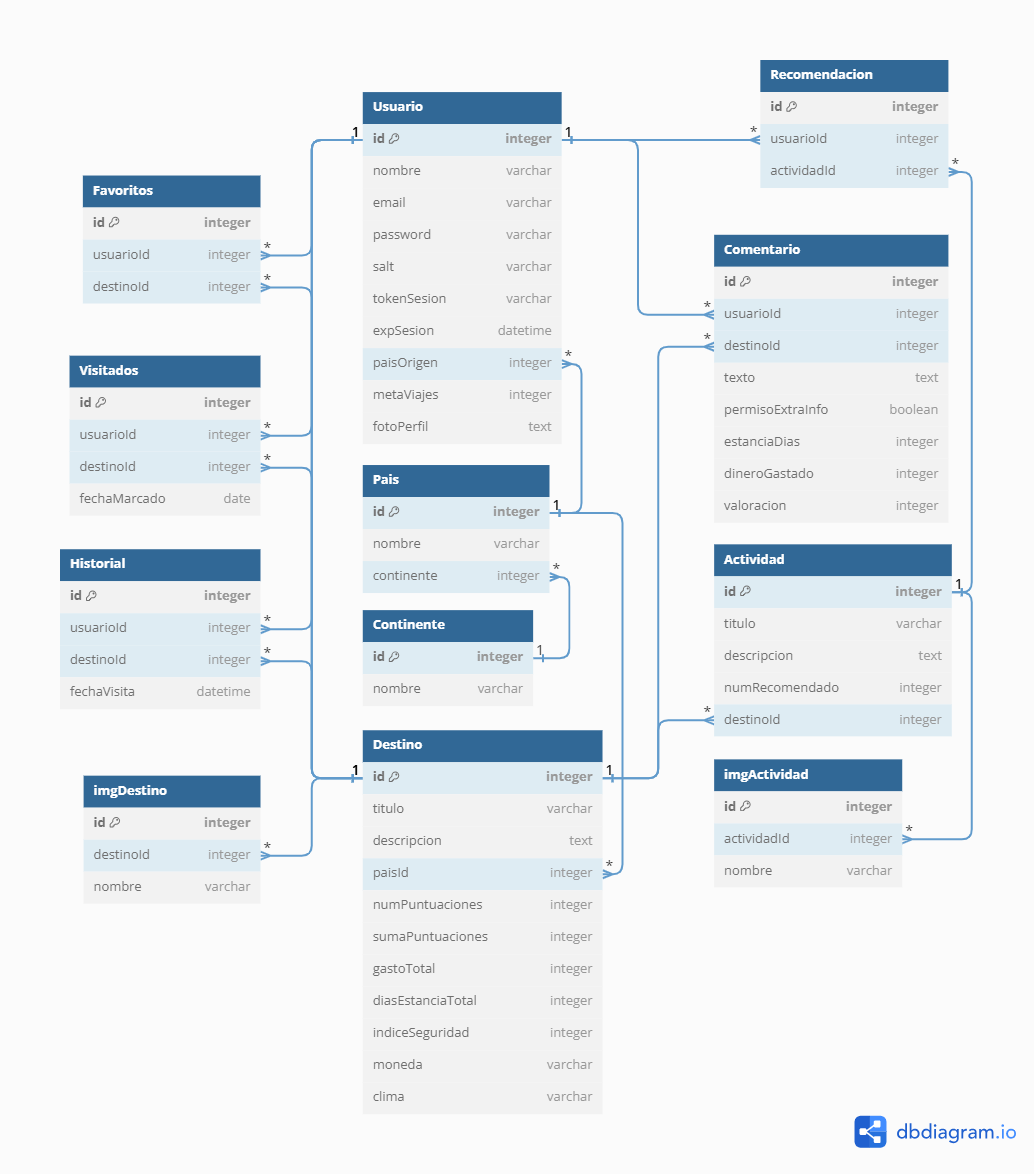 Recomendacion
id integer
usuarioId integer
actividadId integer
Usuario
id integer
nombre varchar
email varchar
password varchar
salt varchar
tokenSesion varchar
expSesion datetime
paisOrigen integer
metaViajes integer
fotoPerfil text
Favoritos
id integer
usuarioId integer
destinoId integer
Comentario
id integer
usuarioId integer
destinoId integer
texto text
permisoExtraInfo boolean
estanciaDias integer
dineroGastado integer
valoracion integer
Visitados
id integer
usuarioId integer
destinoId integer
fechaMarcado date
Pais
id integer
nombre varchar
continente integer
Historial
id integer
usuarioId integer
destinoId integer
fechaVisita datetime
Actividad
id integer
titulo varchar
descripcion text
numRecomendado integer
destinoId integer
Continente
id integer
nombre varchar
Destino
id integer
titulo varchar
descripcion text
paisId integer
numPuntuaciones integer
sumaPuntuaciones integer
gastoTotal integer
diasEstanciaTotal integer
indiceSeguridad integer
moneda varchar
clima varchar
imgDestino
id integer
destinoId integer
nombre varchar
imgActividad
id integer
actividadId integer
nombre varchar
1
1
*
*
*
*
*
*
*
*
1
*
1
*
*
*
*
1
*
1
1
*
*
*
dbdiagram.io